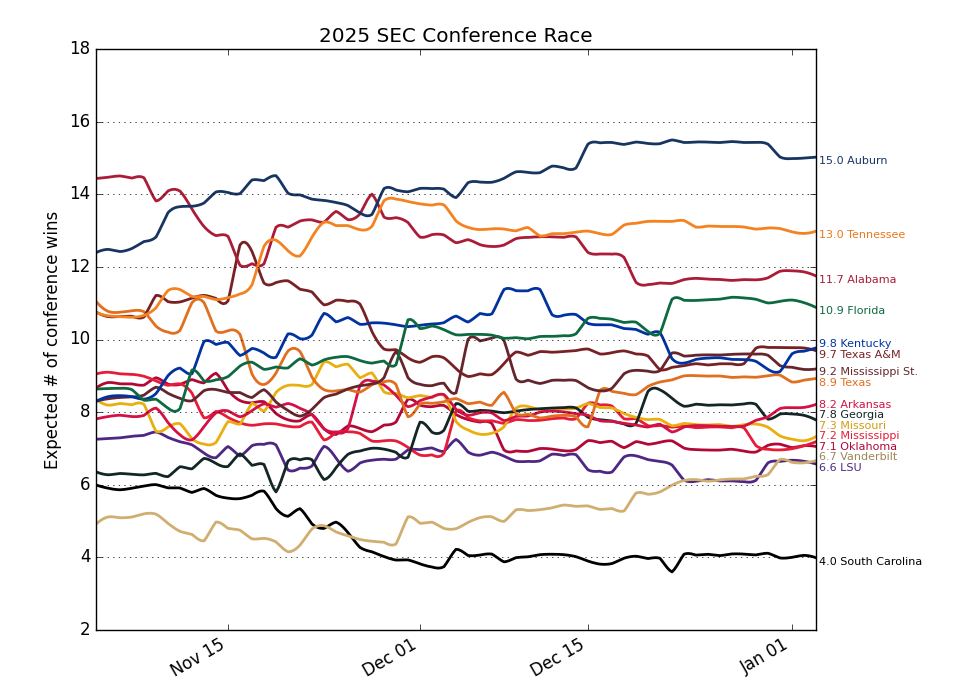 2025 SEC Conference Race
Expected # of conference wins
18
16
14
12
10
8
6
4
2
Nov 15
Dec 01
Dec 15
Jan 01
15.0 Auburn
13.0 Tennessee
11.7 Alabama
10.9 Florida
9.8 Kentucky
9.7 Texas A&M
9.2 Mississippi St.
8.9 Texas
8.2 Arkansas
7.8 Georgia
7.3 Missouri
7.2 Mississippi
7.1 Oklahoma
6.7 Vanderbilt
6.6 LSU
4.0 South Carolina